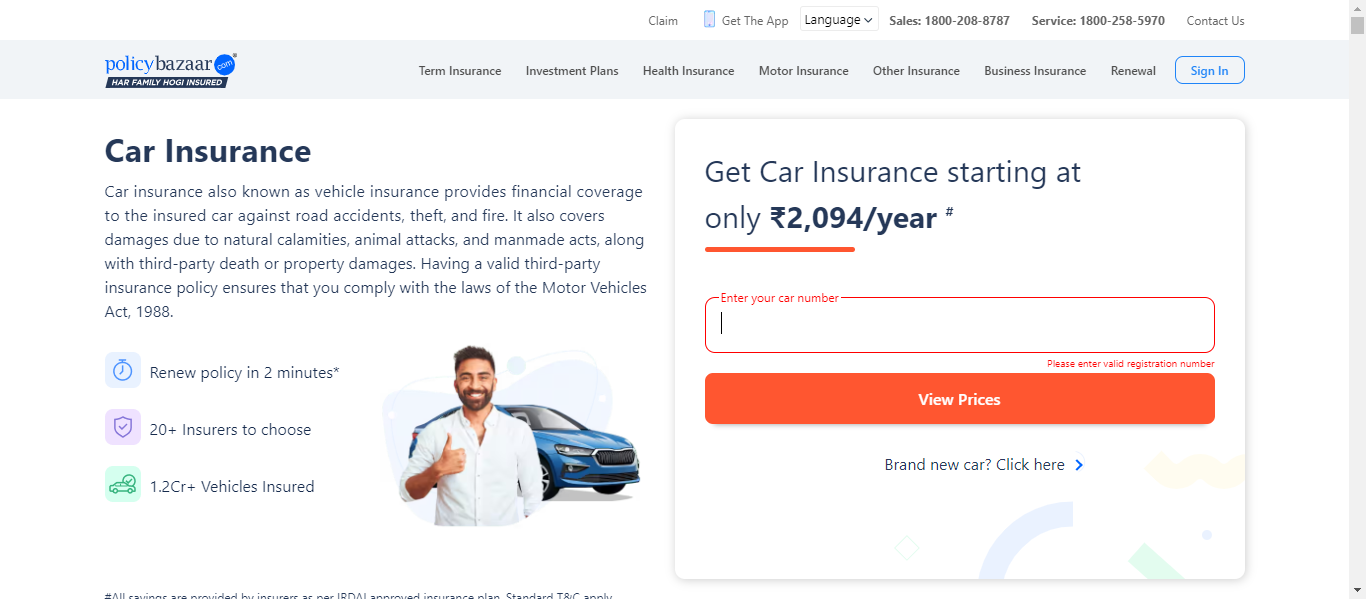 Claim Get The App Language Sales: 1800-208-8787 Service: 1800-258-5970 Contact Us
policybazaar.com
HAR FAMILY HOGI INSURED
Term Insurance Investment Plans Health Insurance Motor Insurance Other Insurance Business Insurance Renewal Sign In
Car Insurance
Car insurance also known as vehicle insurance provides financial coverage
to the insured car against road accidents, theft, and fire. It also covers
damages due to natural calamities, animal attacks, and manmade acts, along
with third-party death or property damages. Having a valid third-party
insurance policy ensures that you comply with the laws of the Motor Vehicles
Act, 1988.
Renew policy in 2 minutes*
20+ Insurers to choose
1.2Cr+ Vehicles Insured
Get Car Insurance starting at
only ₹2,094/year #
Enter your car number
Please enter valid registration number
View Prices
Brand new car? Click here
#All savings are provided by insurers as per IRDAI approved insurance plan. Standard T&C apply